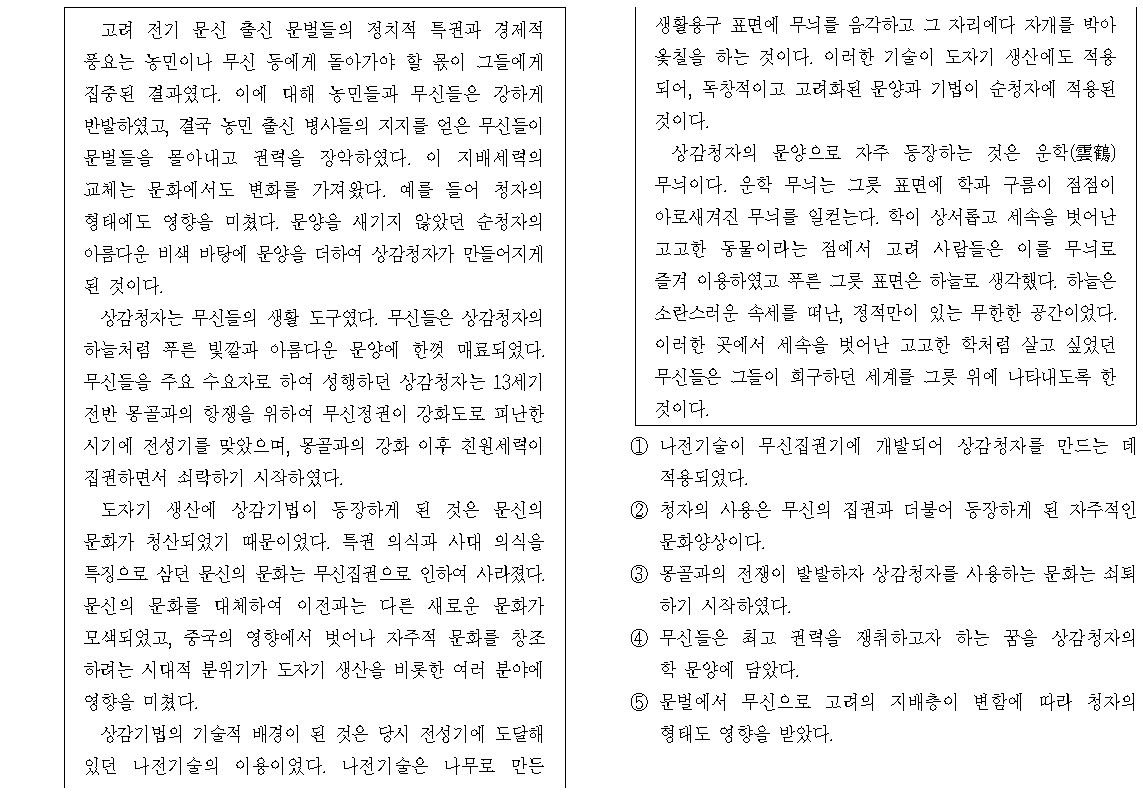 고려 전기 문신 출신 문벌들의 정치적 특권과 경제적
풍요는 농민이나 무신 등에게 돌아가야 할 몫이 그들에게
집중된 결과였다. 이에 대해 농민들과 무신들은 강하게
반발하였고, 결국 농민 출신 병사들의 지지를 얻은 무신들이
문벌들을 몰아내고 권력을 장악하였다. 이 지배세력의
교체는 문화에서도 변화를 가져왔다. 예를 들어 청자의
형태에도 영향을 미쳤다. 문양을 새기지 않았던 순청자의
아름다운 비색 바탕에 문양을 더하여 상감청자가 만들어지게
된 것이다.
상감청자는 무신들의 생활 도구였다. 무신들은 상감청자의
하늘처럼 푸른 빛깔과 아름다운 문양에 한껏 매료되었다.
무신들을 주요 수요자로 하여 성행하던 상감청자는 13세기
전반 몽골과의 항쟁을 위하여 무신정권이 강화도로 피난한
시기에 전성기를 맞았으며, 몽골과의 강화 이후 친원세력이
집권하면서 쇠락하기 시작하였다.
도자기 생산에 상감기법이 등장하게 된 것은 문신의
문화가 청산되었기 때문이었다. 특권 의식과 사대 의식을
특징으로 삼던 문신의 문화는 무신집권으로 인하여 사라졌다.
문신의 문화를 대체하여 이전과는 다른 새로운 문화가
모색되었고, 중국의 영향에서 벗어나 자주적 문화를 창조
하려는 시대적 분위기가 도자기 생산을 비롯한 여러 분야에
영향을 미쳤다.
상감기법의 기술적 배경이 된 것은 당시 전성기에 도달해
있던 나전기술의 이용이었다. 나전기술은 나무로 만든
생활용구 표면에 무늬를 음각하고 그 자리에다 자개를 박아
옻칠을 하는 것이다. 이러한 기술이 도자기 생산에도 적용
되어, 독창적이고 고려화된 문양과 기법이 순청자에 적용된
것이다.
상감청자의 문양으로 자주 등장하는 것은 운학(雲鶴)
무늬이다. 운학 무늬는 그릇 표면에 학과 구름이 점점이
아로새겨진 무늬를 일컫는다. 학이 상서롭고 세속을 벗어난
고고한 동물이라는 점에서 고려 사람들은 이를 무늬로
즐겨 이용하였고 푸른 그릇 표면은 하늘로 생각했다. 하늘은
소란스러운 속세를 떠난, 정적만이 있는 무한한 공간이었다.
이러한 곳에서 세속을 벗어난 고고한 학처럼 살고 싶었던
무신들은 그들이 희구하던 세계를 그릇 위에 나타내도록 한
것이다.
① 나전기술이 무신집권기에 개발되어 상감청자를 만드는 데
적용되었다.
② 청자의 사용은 무신의 집권과 더불어 등장하게 된 자주적인
문화양상이다.
③ 몽골과의 전쟁이 발발하자 상감청자를 사용하는 문화는 쇠퇴
하기 시작하였다.
④ 무신들은 최고 권력을 쟁취하고자 하는 꿈을 상감청자의
학 문양에 담았다.
⑤ 문벌에서 무신으로 고려의 지배층이 변함에 따라 청자의
형태도 영향을 받았다.